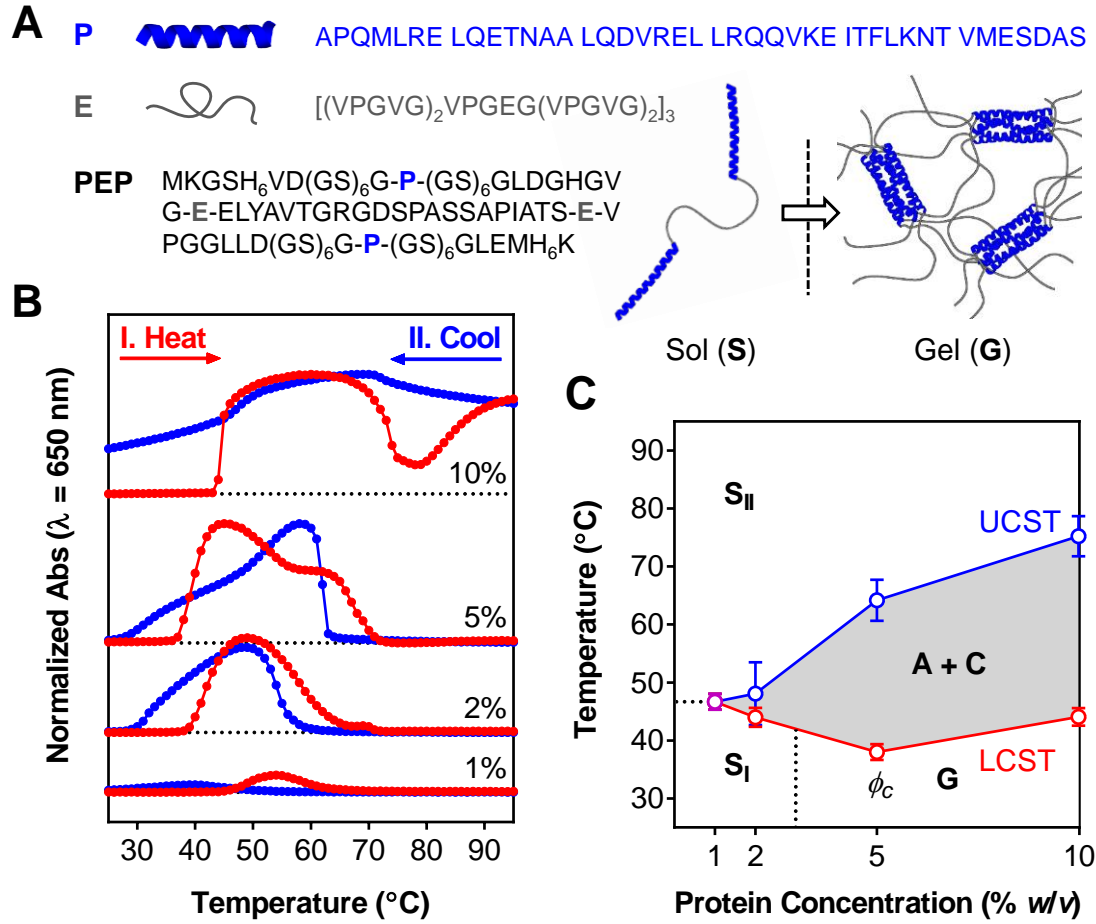 A
P APQMLRE LQETNAA LQDVREL LRQQVKE ITFLKNT VMESDAS
E [(VPGVG)₂VPGEG(VPGVG)₂]₃
PEP MKGSH₆VD(GS)₆G-P-(GS)₆GLDGHGV
G-E-ELYAVTGRGDSPASSAPIATS-E-V
PGGLLD(GS)₆G-P-(GS)₆GLEMH₆K
Sol (S) Gel (G)
B
I. Heat II. Cool
10%
5%
2%
1%
Normalized Abs (λ = 650 nm)
30 40 50 60 70 80 90
Temperature (°C)
C
90
80
70
60
50
40
30
Temperature (°C)
S_II
UCST
A + C
S_I
ϕ_c
G
LCST
1 2 5 10
Protein Concentration (% w/v)